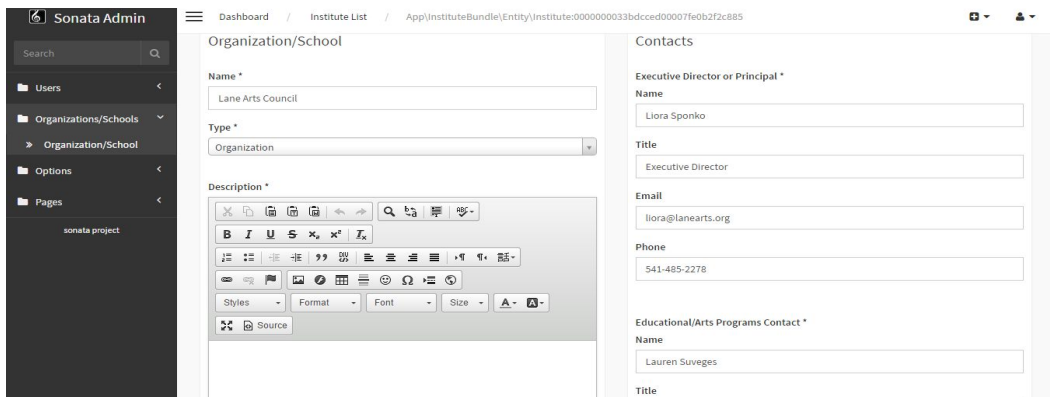 Sonata Admin
Dashboard / Institute List / App\InstituteBundle\Entity\Institute:0000000033bdcced00007fe0b2f2c885
Search
Users
Organizations/Schools
Organization/School
Options
Pages
sonata project
Organization/School
Name *
Lane Arts Council
Type *
Organization
Description *
B I U S x₂ x² Tx
Styles Format Font Size A A
Source
Contacts
Executive Director or Principal *
Name
Liora Sponko
Title
Executive Director
Email
liora@lanearts.org
Phone
541-485-2278
Educational/Arts Programs Contact *
Name
Lauren Suveges
Title